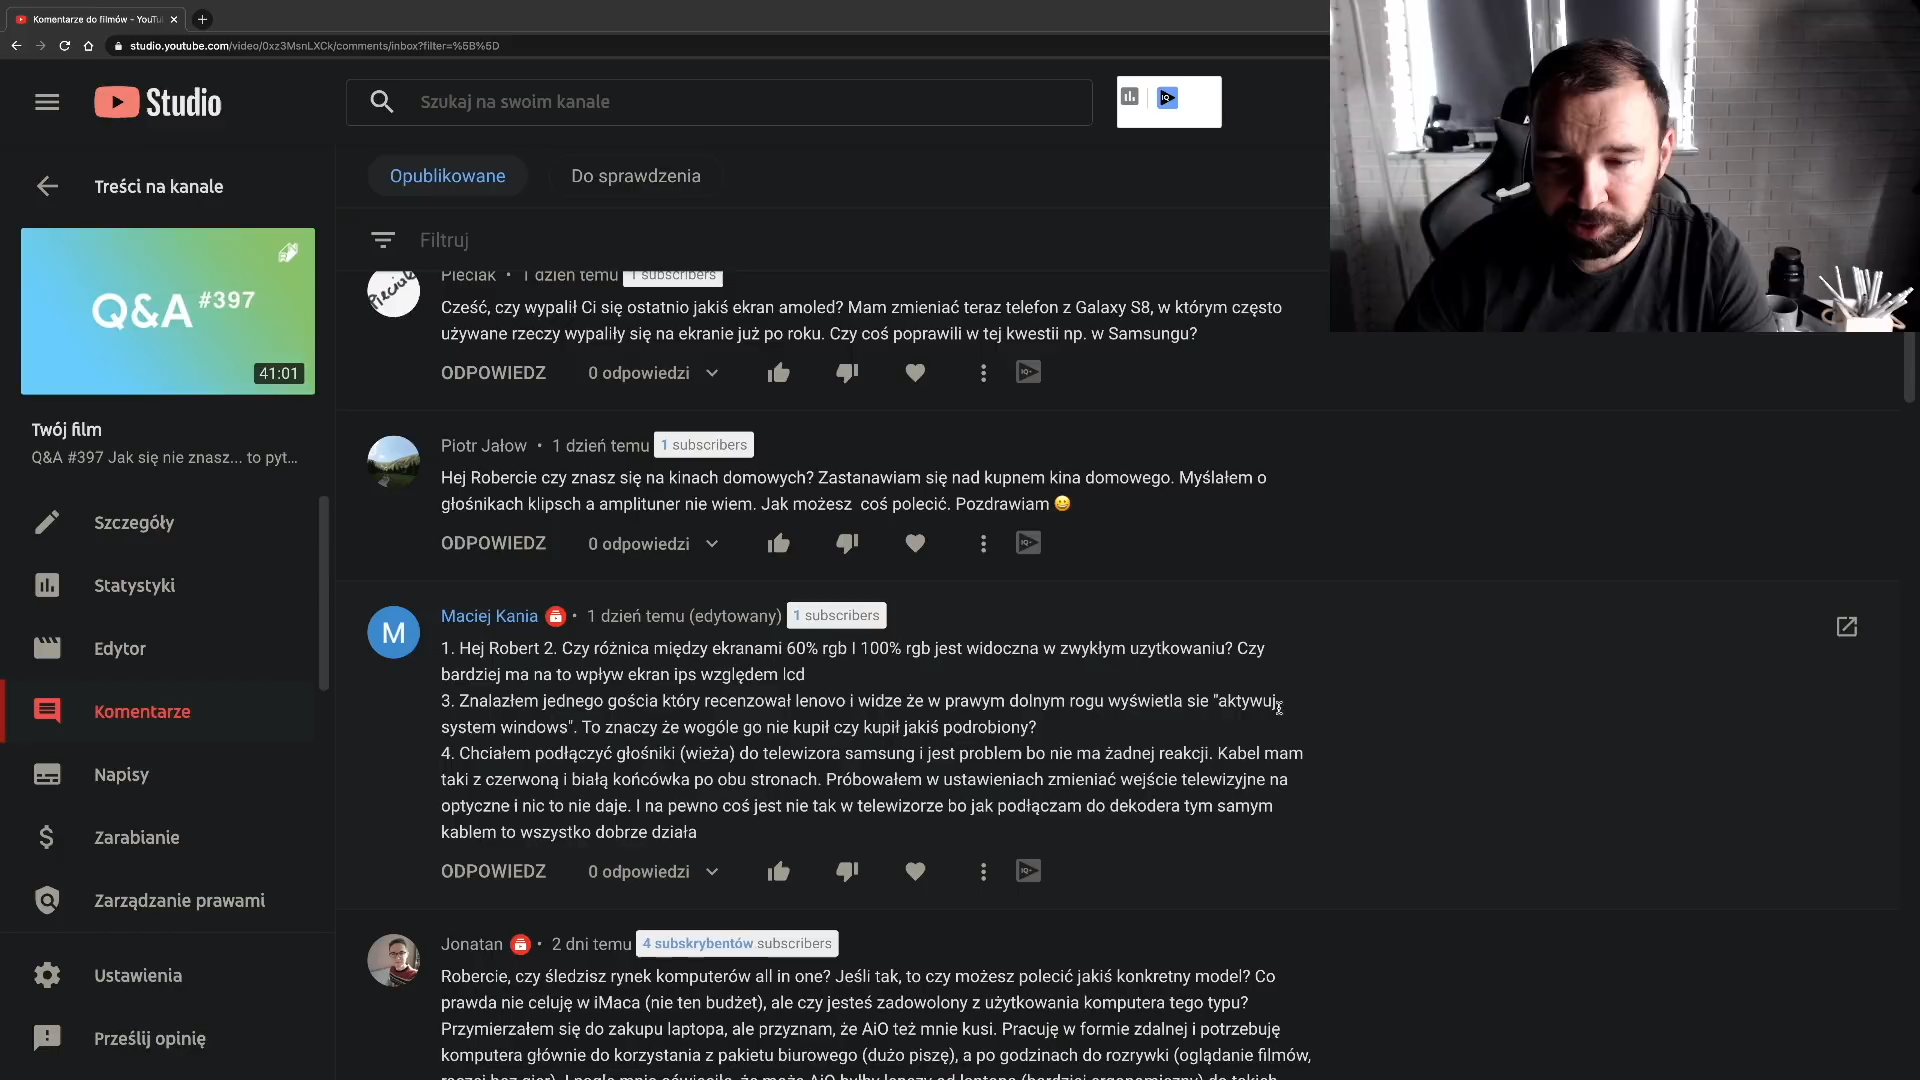 Komentarze do filmów - YouTu
studio.youtube.com/video/0xz3MsnLXCk/comments/inbox?filter=%5B%5D
Studio
Szukaj na swoim kanale
IQ
Treści na kanale
Opublikowane
Do sprawdzenia
Filtruj
Q&A #397
41:01
Twój film
Q&A #397 Jak się nie znasz... to pyt...
Szczegóły
Statystyki
Edytor
Komentarze
Napisy
Zarabianie
Zarządzanie prawami
Ustawienia
Prześlij opinię
Pieciak
Pieciak • 1 dzień temu 1 subscribers
Cześć, czy wypalił Ci się ostatnio jakiś ekran amoled? Mam zmieniać teraz telefon z Galaxy S8, w którym często
używane rzeczy wypaliły się na ekranie już po roku. Czy coś poprawili w tej kwestii np. w Samsungu?
ODPOWIEDZ 0 odpowiedzi
Piotr Jałow • 1 dzień temu 1 subscribers
Hej Robercie czy znasz się na kinach domowych? Zastanawiam się nad kupnem kina domowego. Myślałem o
głośnikach klipsch a amplituner nie wiem. Jak możesz coś polecić. Pozdrawiam 😀
ODPOWIEDZ 0 odpowiedzi
M
Maciej Kania • 1 dzień temu (edytowany) 1 subscribers
1. Hej Robert 2. Czy różnica między ekranami 60% rgb I 100% rgb jest widoczna w zwykłym uzytkowaniu? Czy
bardziej ma na to wpływ ekran ips względem lcd
3. Znalazłem jednego gościa który recenzował lenovo i widze że w prawym dolnym rogu wyświetla sie "aktywuj
system windows". To znaczy że wogóle go nie kupił czy kupił jakiś podrobiony?
4. Chciałem podłączyć głośniki (wieża) do telewizora samsung i jest problem bo nie ma żadnej reakcji. Kabel mam
taki z czerwoną i białą końcówka po obu stronach. Próbowałem w ustawieniach zmieniać wejście telewizyjne na
optyczne i nic to nie daje. I na pewno coś jest nie tak w telewizorze bo jak podłączam do dekodera tym samym
kablem to wszystko dobrze działa
ODPOWIEDZ 0 odpowiedzi
Jonatan • 2 dni temu 4 subskrybentów subscribers
Robercie, czy śledzisz rynek komputerów all in one? Jeśli tak, to czy możesz polecić jakiś konkretny model? Co
prawda nie celuję w iMaca (nie ten budżet), ale czy jesteś zadowolony z użytkowania komputera tego typu?
Przymierzałem się do zakupu laptopa, ale przyznam, że AiO też mnie kusi. Pracuję w formie zdalnej i potrzebuję
komputera głównie do korzystania z pakietu biurowego (dużo piszę), a po godzinach do rozrywki (oglądanie filmów,